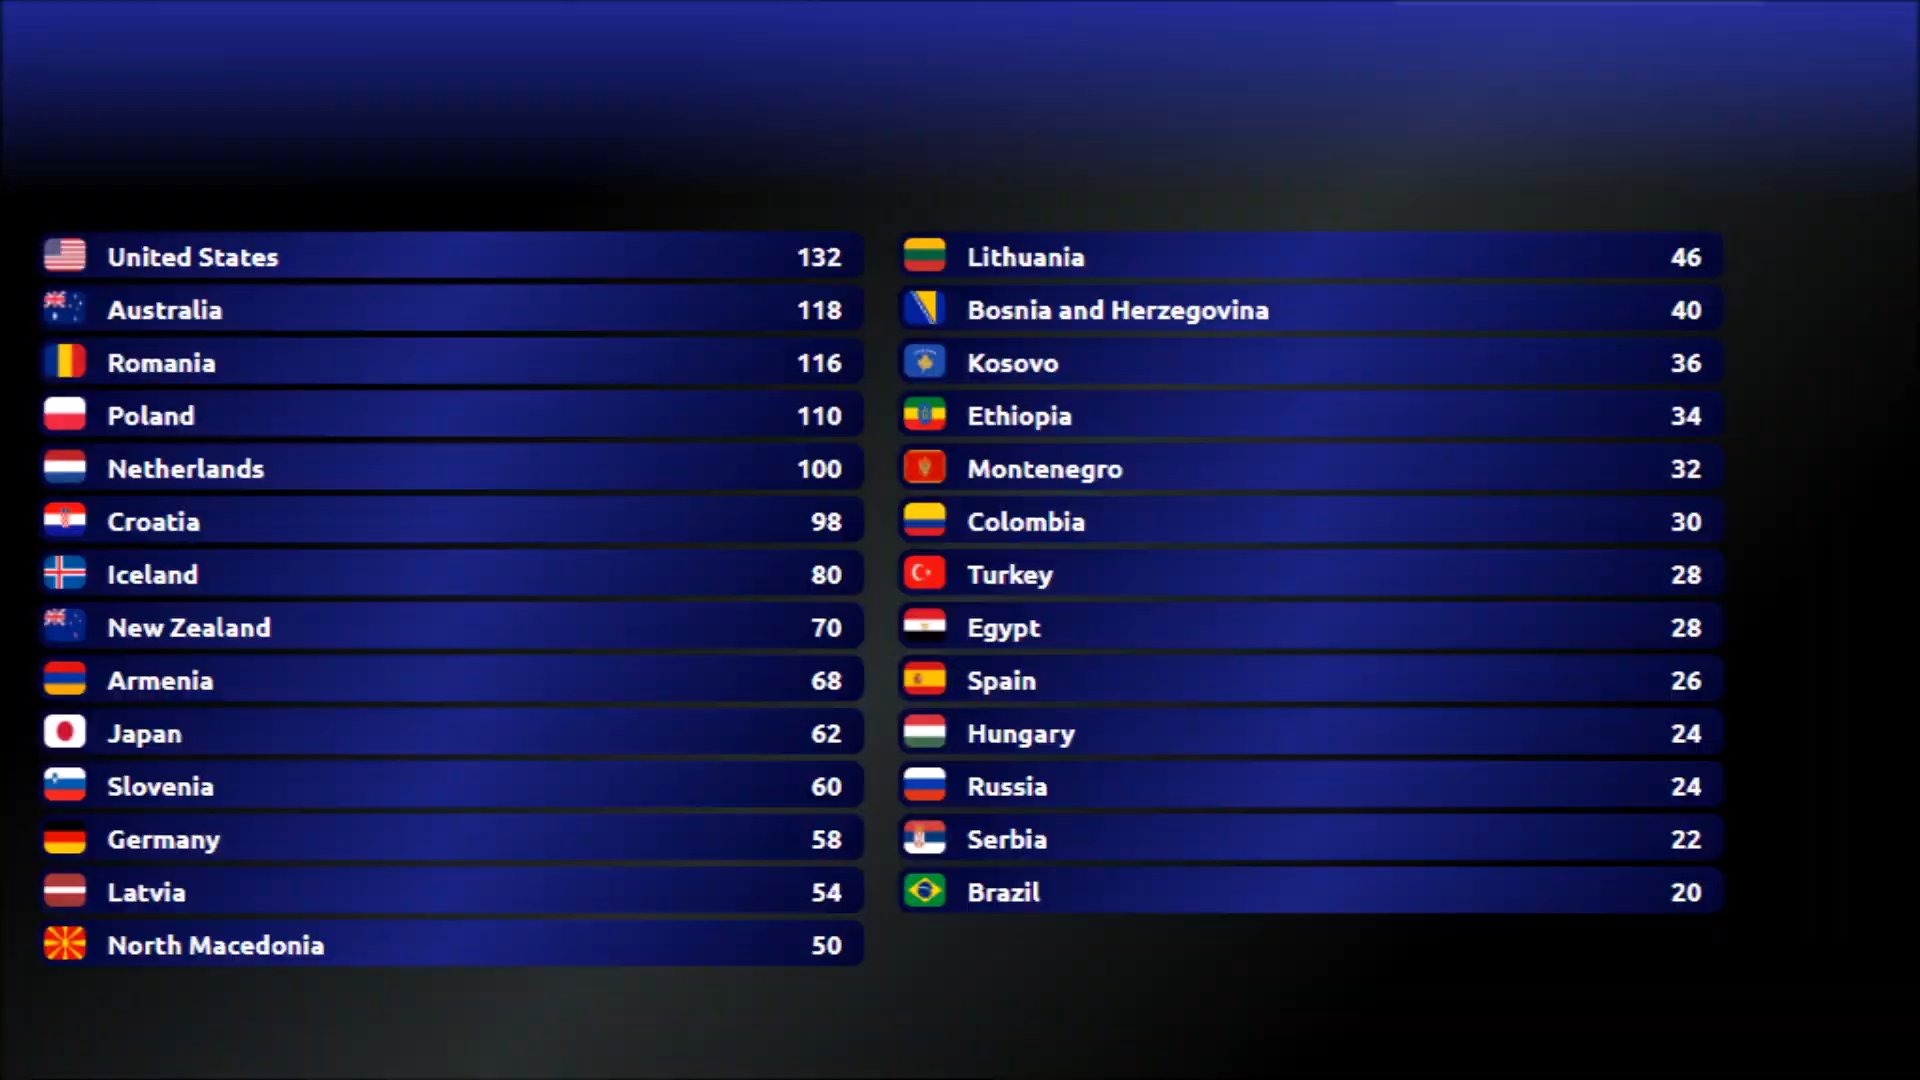 United States 132
Australia 118
Romania 116
Poland 110
Netherlands 100
Croatia 98
Iceland 80
New Zealand 70
Armenia 68
Japan 62
Slovenia 60
Germany 58
Latvia 54
North Macedonia 50
Lithuania 46
Bosnia and Herzegovina 40
Kosovo 36
Ethiopia 34
Montenegro 32
Colombia 30
Turkey 28
Egypt 28
Spain 26
Hungary 24
Russia 24
Serbia 22
Brazil 20